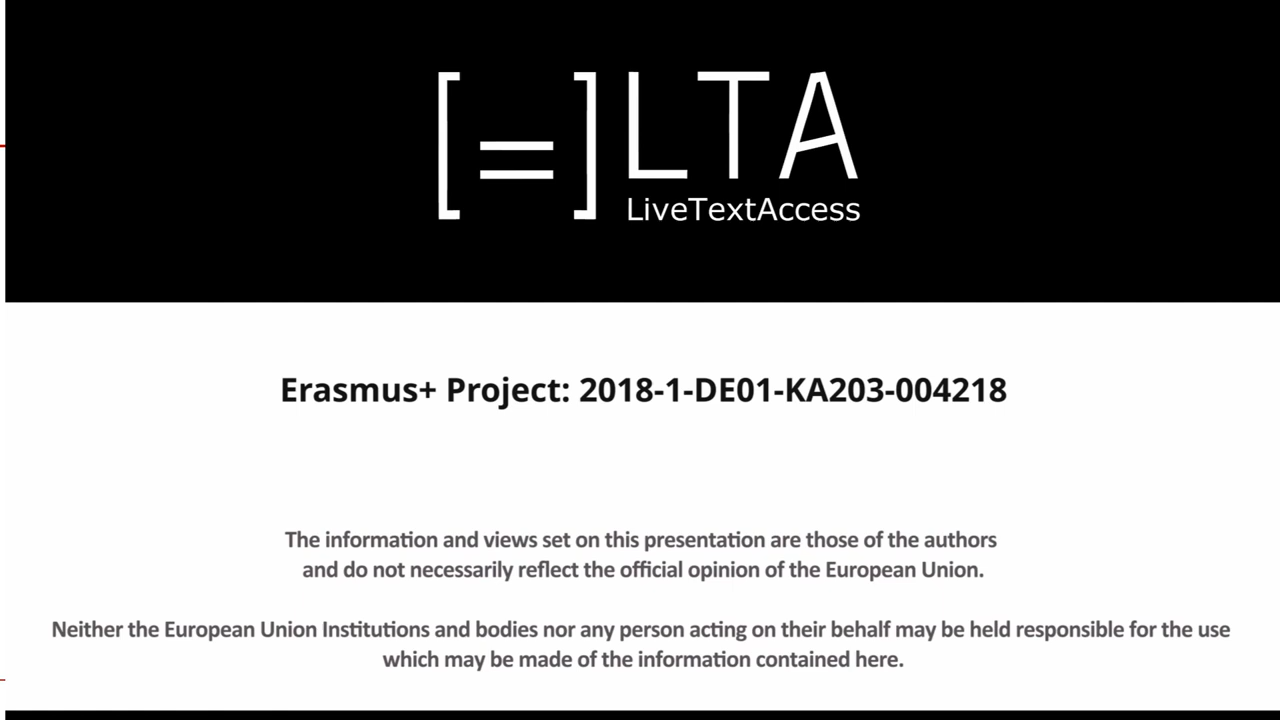 [=] LTA
LiveTextAccess
Erasmus+ Project: 2018-1-DE01-KA203-004218
The information and views set on this presentation are those of the authors
and do not necessarily reflect the official opinion of the European Union.
Neither the European Union Institutions and bodies nor any person acting on their behalf may be held responsible for the use
which may be made of the information contained here.